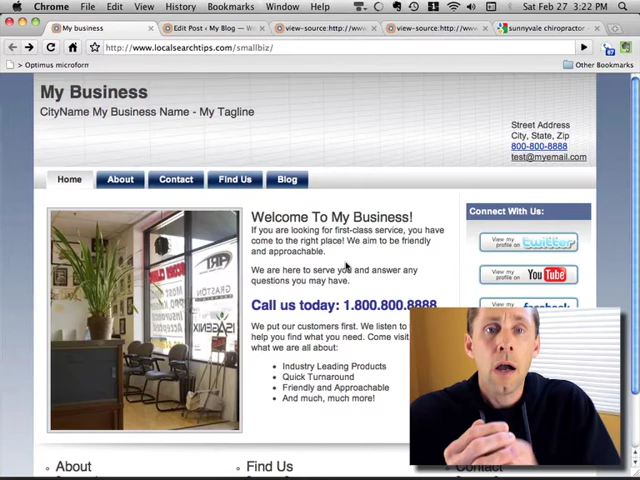 Chrome File Edit View History Bookmarks Window Help
Sat Feb 27 3:22 PM
My business
Edit Post ‹ My Blog —
view-source:http://www.
view-source:http://ww
sunnyvale chiropractor -
http://www.localsearchtips.com/smallbiz/
> Optimus microform
Other Bookmarks
My Business
CityName My Business Name - My Tagline
Street Address
City, State, Zip
800-800-8888
test@myemail.com
Home About Contact Find Us Blog
Welcome To My Business!
If you are looking for first-class service, you have
come to the right place! We aim to be friendly
and approachable.
We are here to serve you and answer any
questions you may have.
Call us today: 1.800.800.8888
We put our customers first. We listen to
help you find what you need. Come visit
what we are all about:
Industry Leading Products
Quick Turnaround
Friendly and Approachable
And much, much more!
Connect With Us:
View my profile on twitter
View my profile on YouTube
View my facebook
ART
GRASTON
ISAGENIX
About
Find Us
Contact